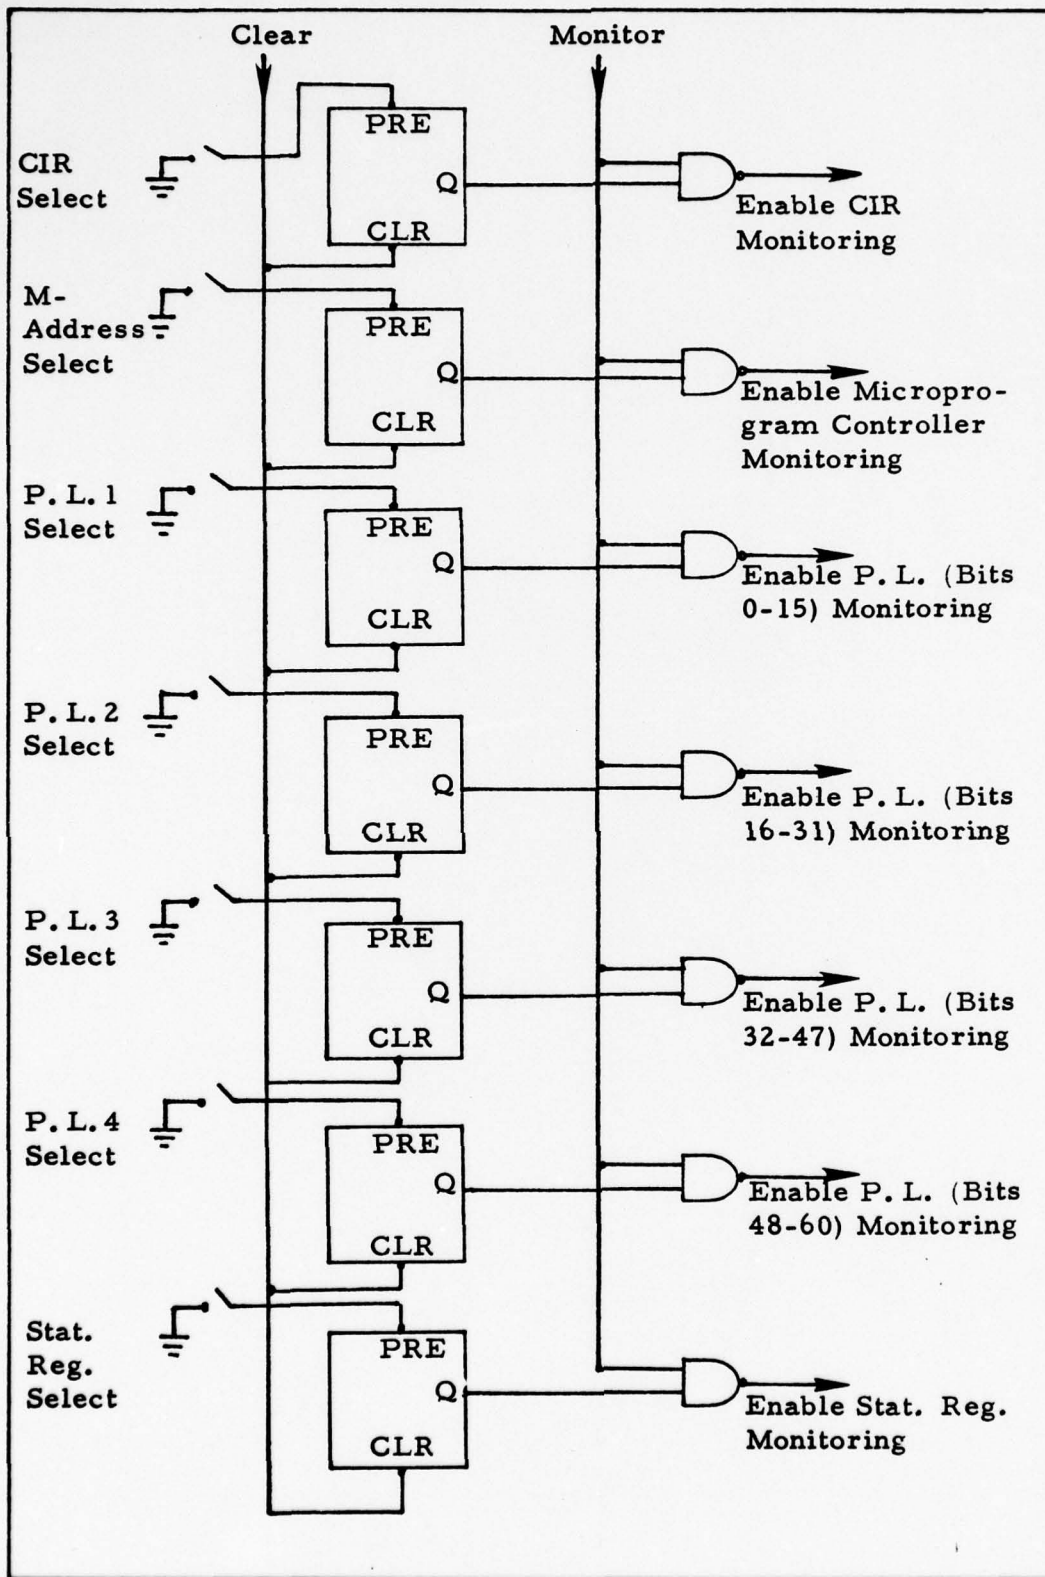 Clear
Monitor
CIR
Select
PRE
Q
CLR
Enable CIR
Monitoring
M-
Address
Select
PRE
Q
CLR
Enable Micropro-
gram Controller
Monitoring
P. L. 1
Select
PRE
Q
CLR
Enable P. L. (Bits
0-15) Monitoring
P. L. 2
Select
PRE
Q
CLR
Enable P. L. (Bits
16-31) Monitoring
P. L. 3
Select
PRE
Q
CLR
Enable P. L. (Bits
32-47) Monitoring
P. L. 4
Select
PRE
Q
CLR
Enable P. L. (Bits
48-60) Monitoring
Stat.
Reg.
Select
PRE
Q
CLR
Enable Stat. Reg.
Monitoring